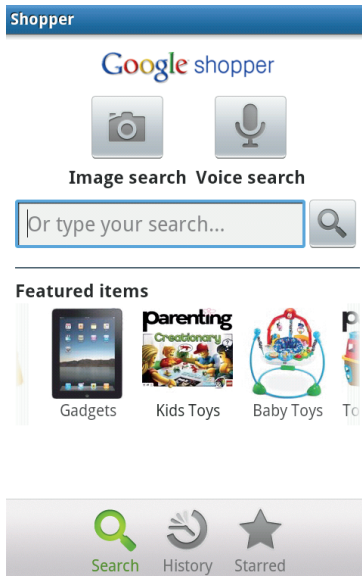 Shopper
Google shopper
Image search Voice search
Or type your search...
Featured items
parenting
Creationary
Gadgets Kids Toys Baby Toys To
Search History Starred